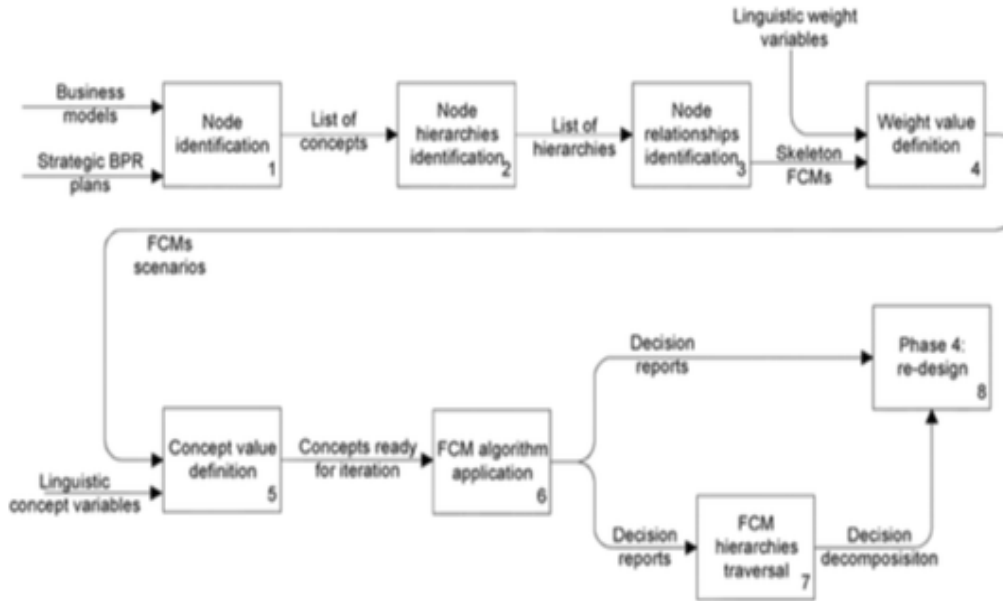 Linguistic weight
variables
Business
models
Strategic BPR
plans
Node
identification
1
List of
concepts
Node
hierarchies
identification
2
List of
hierarchies
Node
relationships
identification
3
Skeleton
FCMs
Weight value
definition
4
FCMs
scenarios
Linguistic
concept variables
Concept value
definition
5
Concepts ready
for iteration
FCM algorithm
application
6
Decision
reports
Phase 4:
re-design
8
Decision
reports
FCM
hierarchies
traversal
7
Decision
decomposisiton